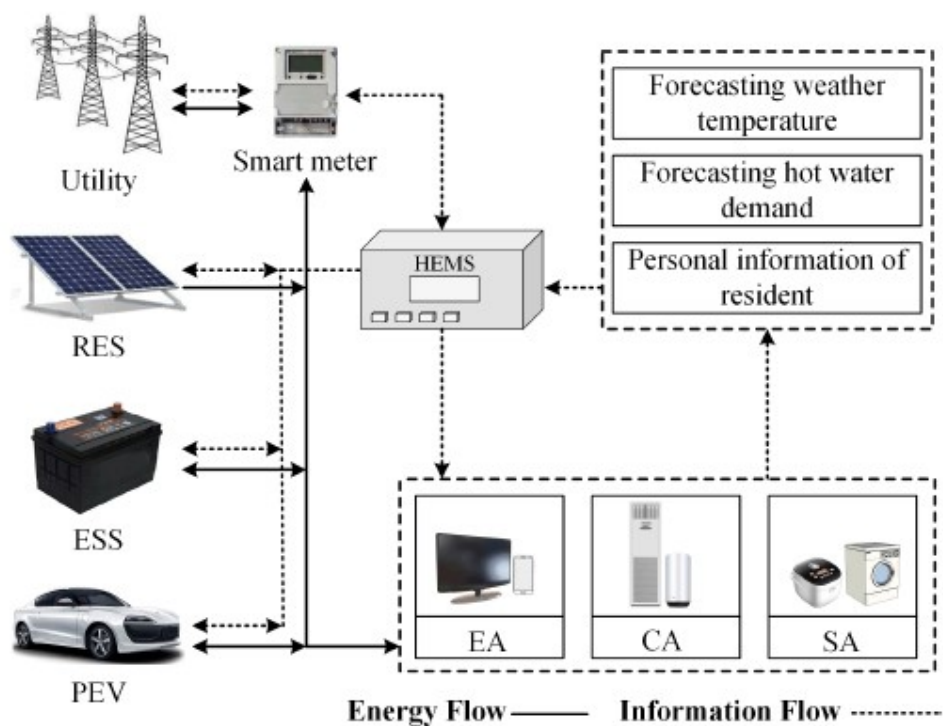 Utility
Smart meter
Forecasting weather
temperature
Forecasting hot water
demand
Personal information of
resident
HEMS
RES
ESS
PEV
EA
CA
SA
Energy Flow
Information Flow